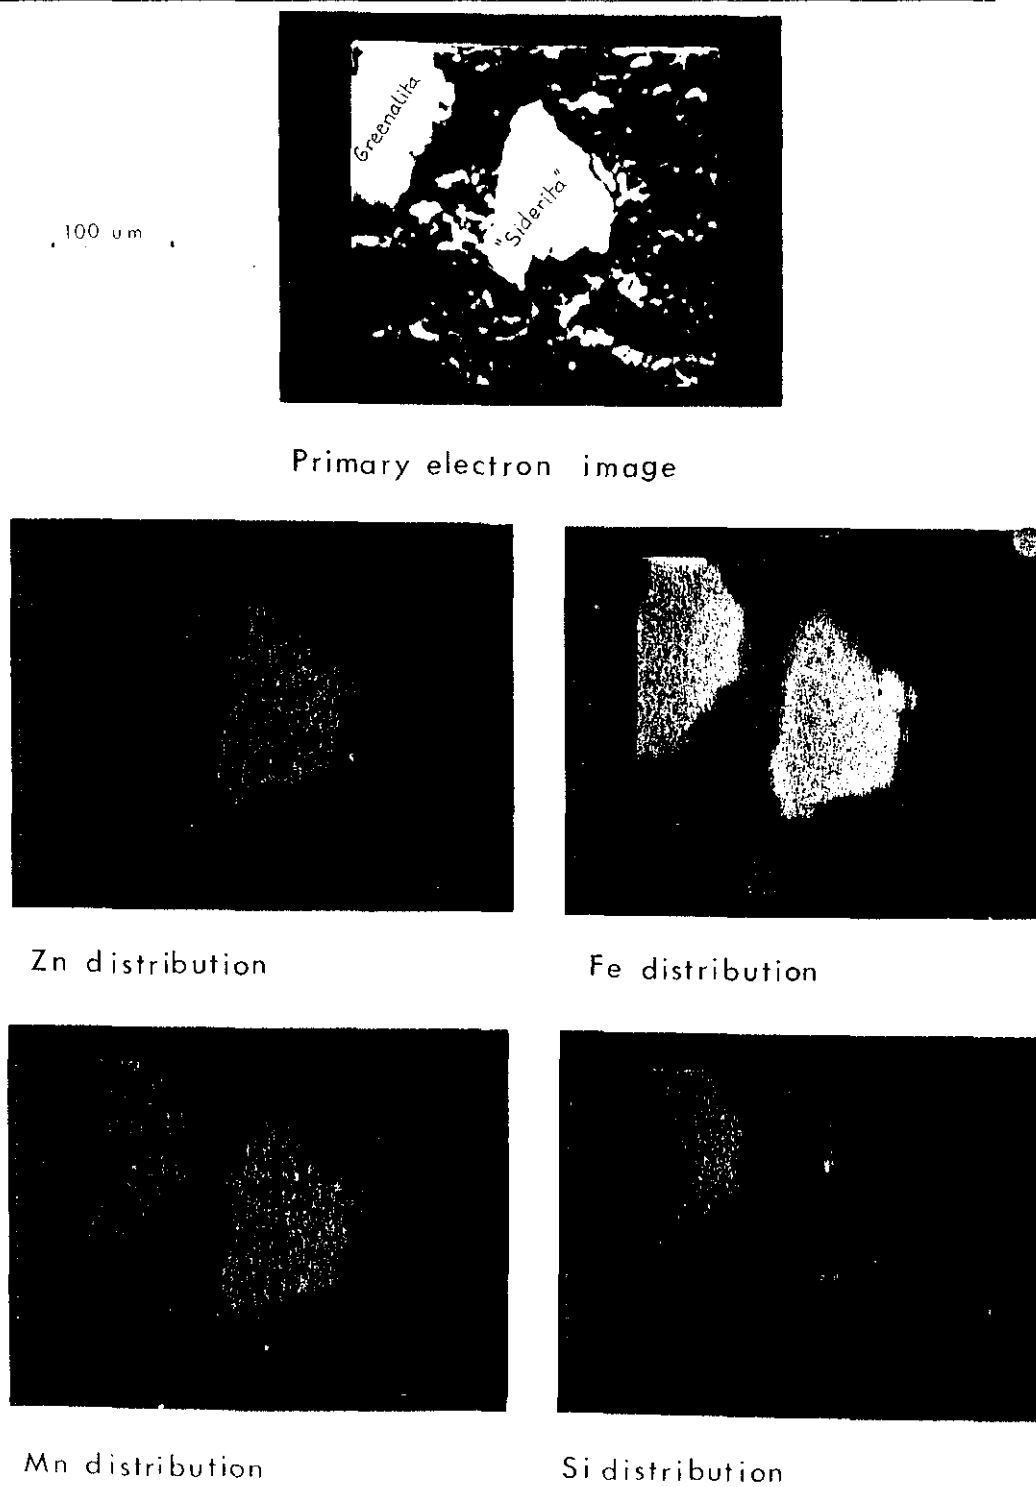 Greenalita
"Siderita"
100 um
Primary electron image
Zn distribution
Fe distribution
Mn distribution
Si distribution